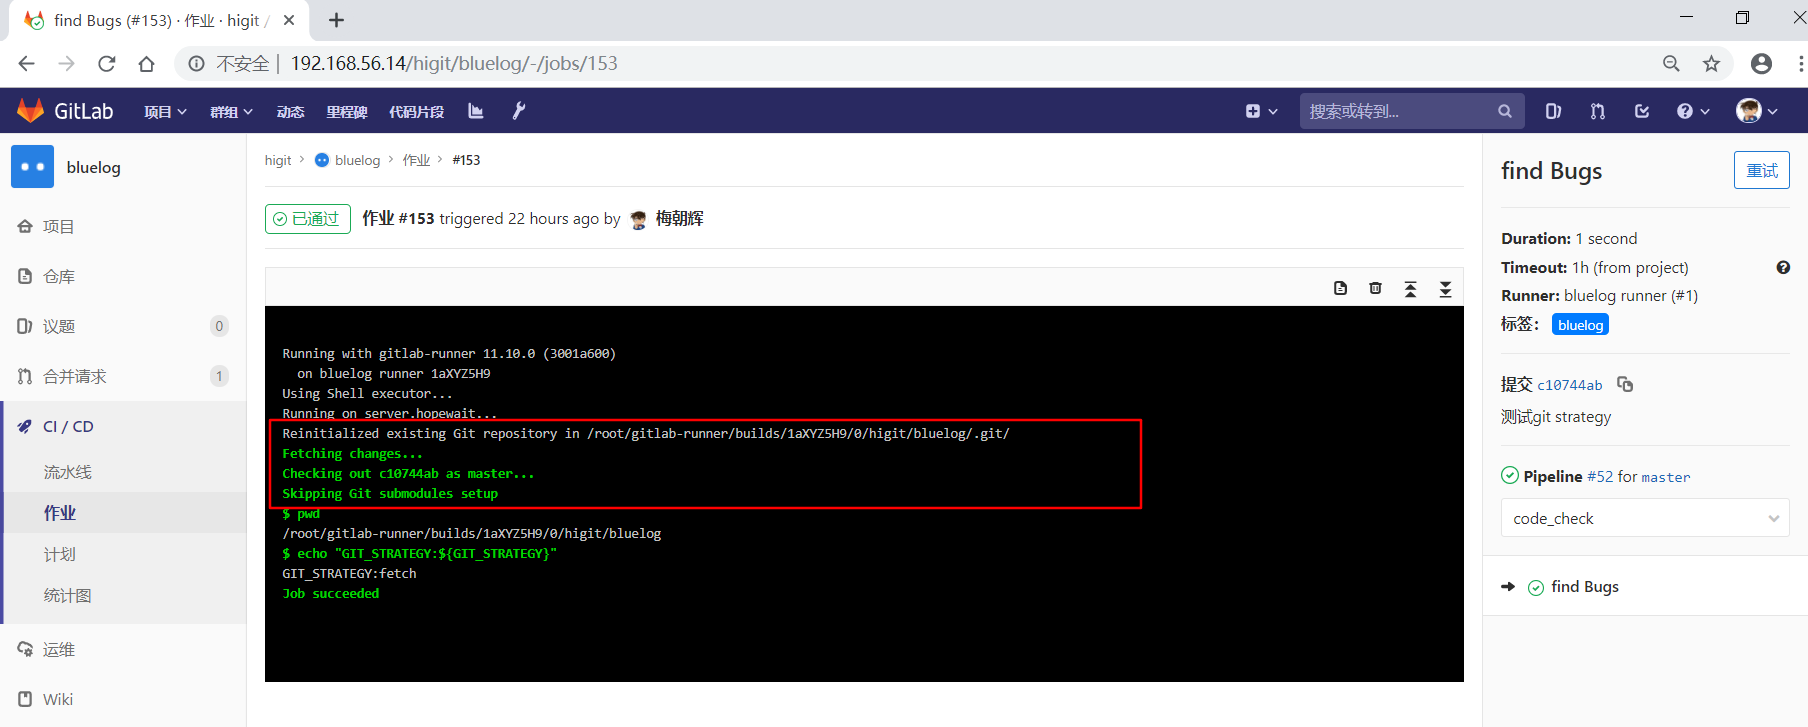 find Bugs (#153) · 作业 · higit /
不安全 | 192.168.56.14/higit/bluelog/-/jobs/153
GitLab 项目 群组 动态 里程碑 代码片段 搜索或转到...
bluelog
项目
仓库
议题 0
合并请求 1
CI / CD
流水线
作业
计划
统计图
运维
Wiki
higit › bluelog › 作业 › #153
已通过 作业 #153 triggered 22 hours ago by 梅朝辉
Running with gitlab-runner 11.10.0 (3001a600)
on bluelog runner 1aXYZ5H9
Using Shell executor...
Running on server.hopewait...
Reinitialized existing Git repository in /root/gitlab-runner/builds/1aXYZ5H9/0/higit/bluelog/.git/
Fetching changes...
Checking out c10744ab as master...
Skipping Git submodules setup
$ pwd
/root/gitlab-runner/builds/1aXYZ5H9/0/higit/bluelog
$ echo "GIT_STRATEGY:${GIT_STRATEGY}"
GIT_STRATEGY:fetch
Job succeeded
find Bugs 重试
Duration: 1 second
Timeout: 1h (from project)
Runner: bluelog runner (#1)
标签： bluelog
提交 c10744ab
测试git strategy
Pipeline #52 for master
code_check
find Bugs